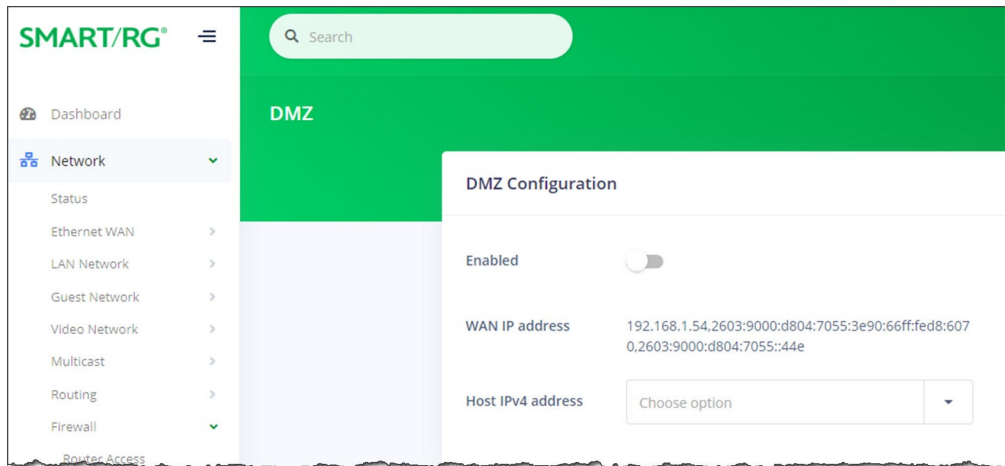 SMART/RG®
Search
Dashboard
DMZ
Network
DMZ Configuration
Status
Ethernet WAN
Enabled
LAN Network
Guest Network
WAN IP address
192.168.1.54,2603:9000:d804:7055:3e90:66ff:fed8:607
0,2603:9000:d804:7055::44e
Video Network
Multicast
Routing
Host IPv4 address
Choose option
Firewall
Router Access